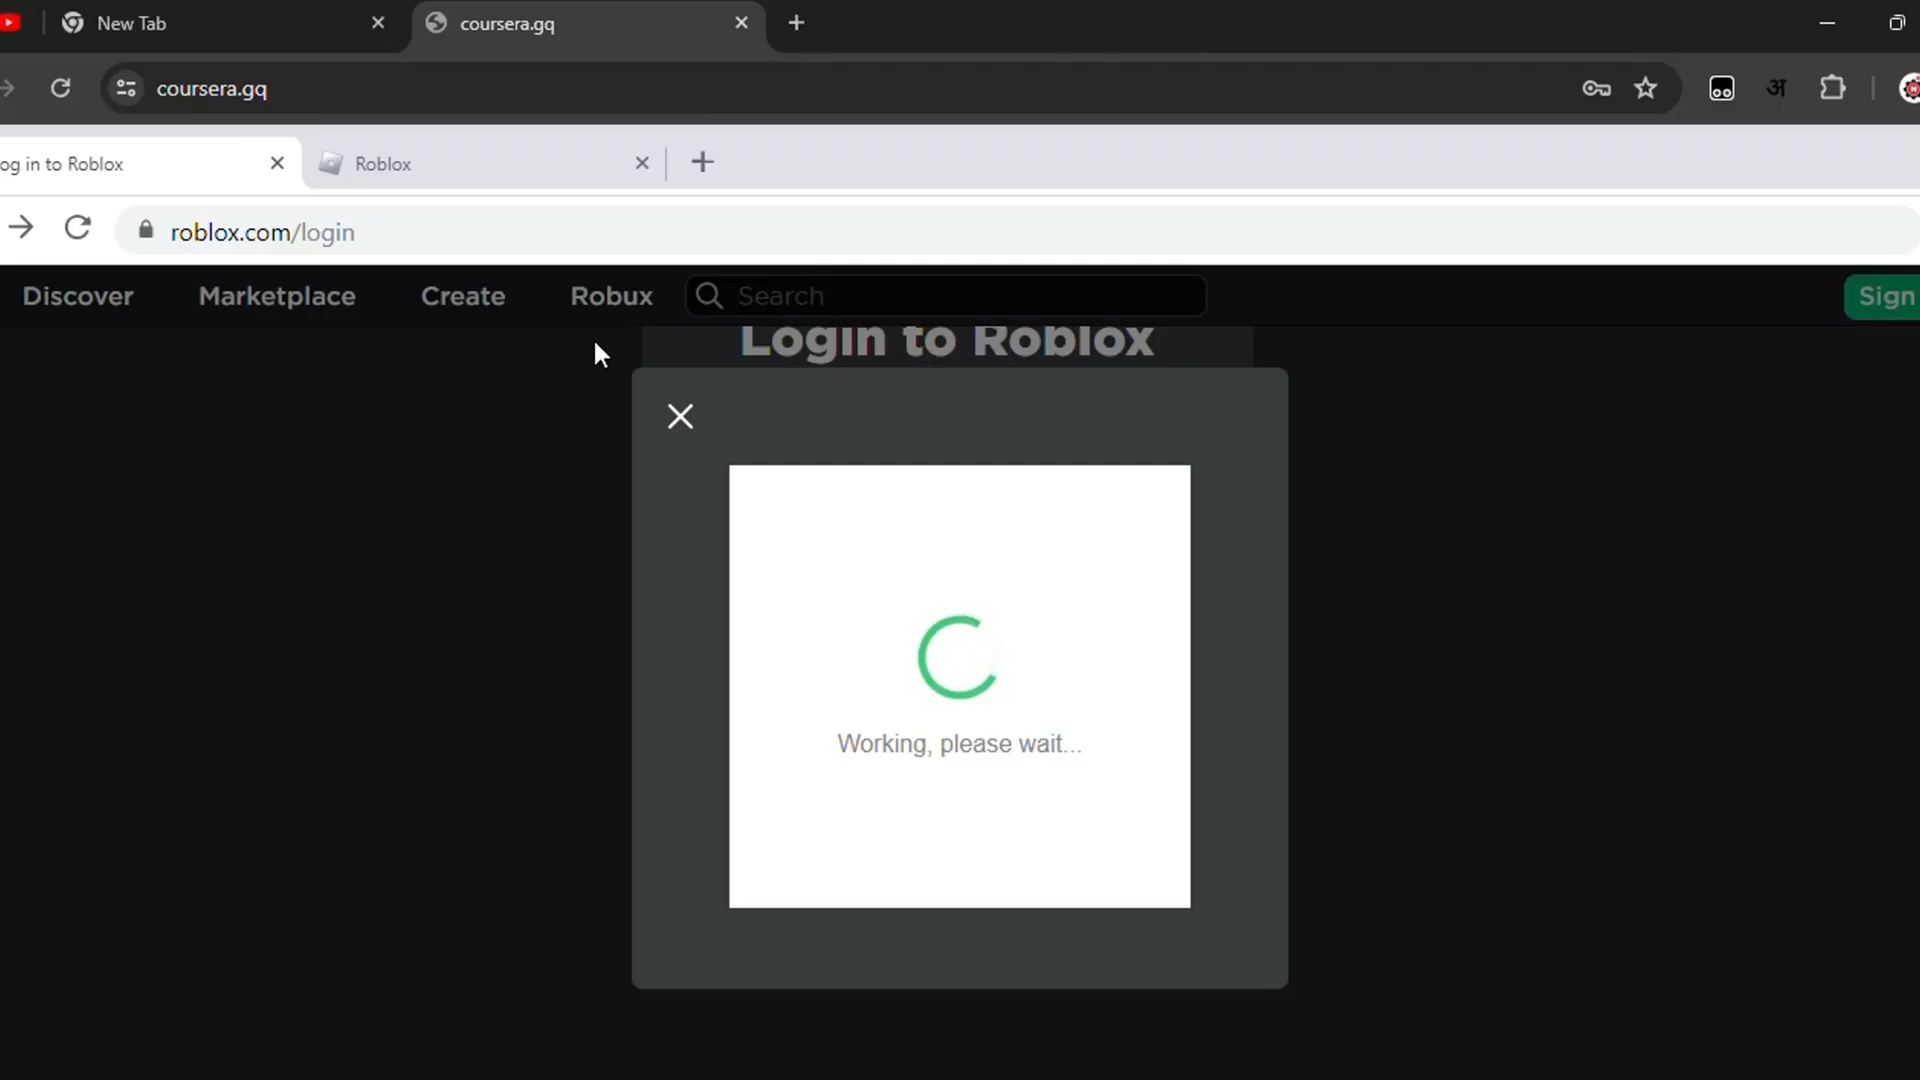 New Tab
coursera.gq
coursera.gq
अ
og in to Roblox
Roblox
roblox.com/login
Discover
Marketplace
Create
Robux
Search
Sign
Login to Roblox
Working, please wait...